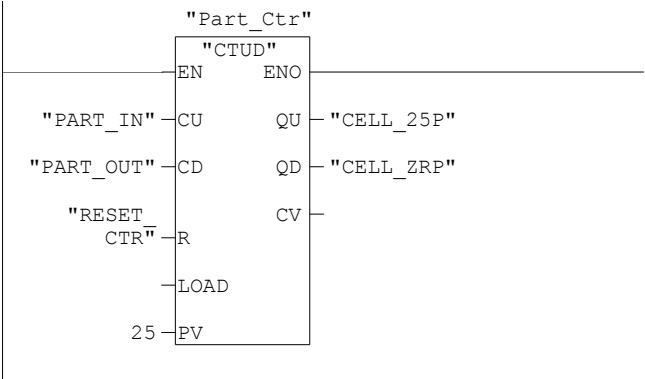 "Part_Ctr"
"CTUD"
EN ENO
"PART_IN" CU QU "CELL_25P"
"PART_OUT" CD QD "CELL_ZRP"
"RESET_ CV
CTR" R
LOAD
25 PV